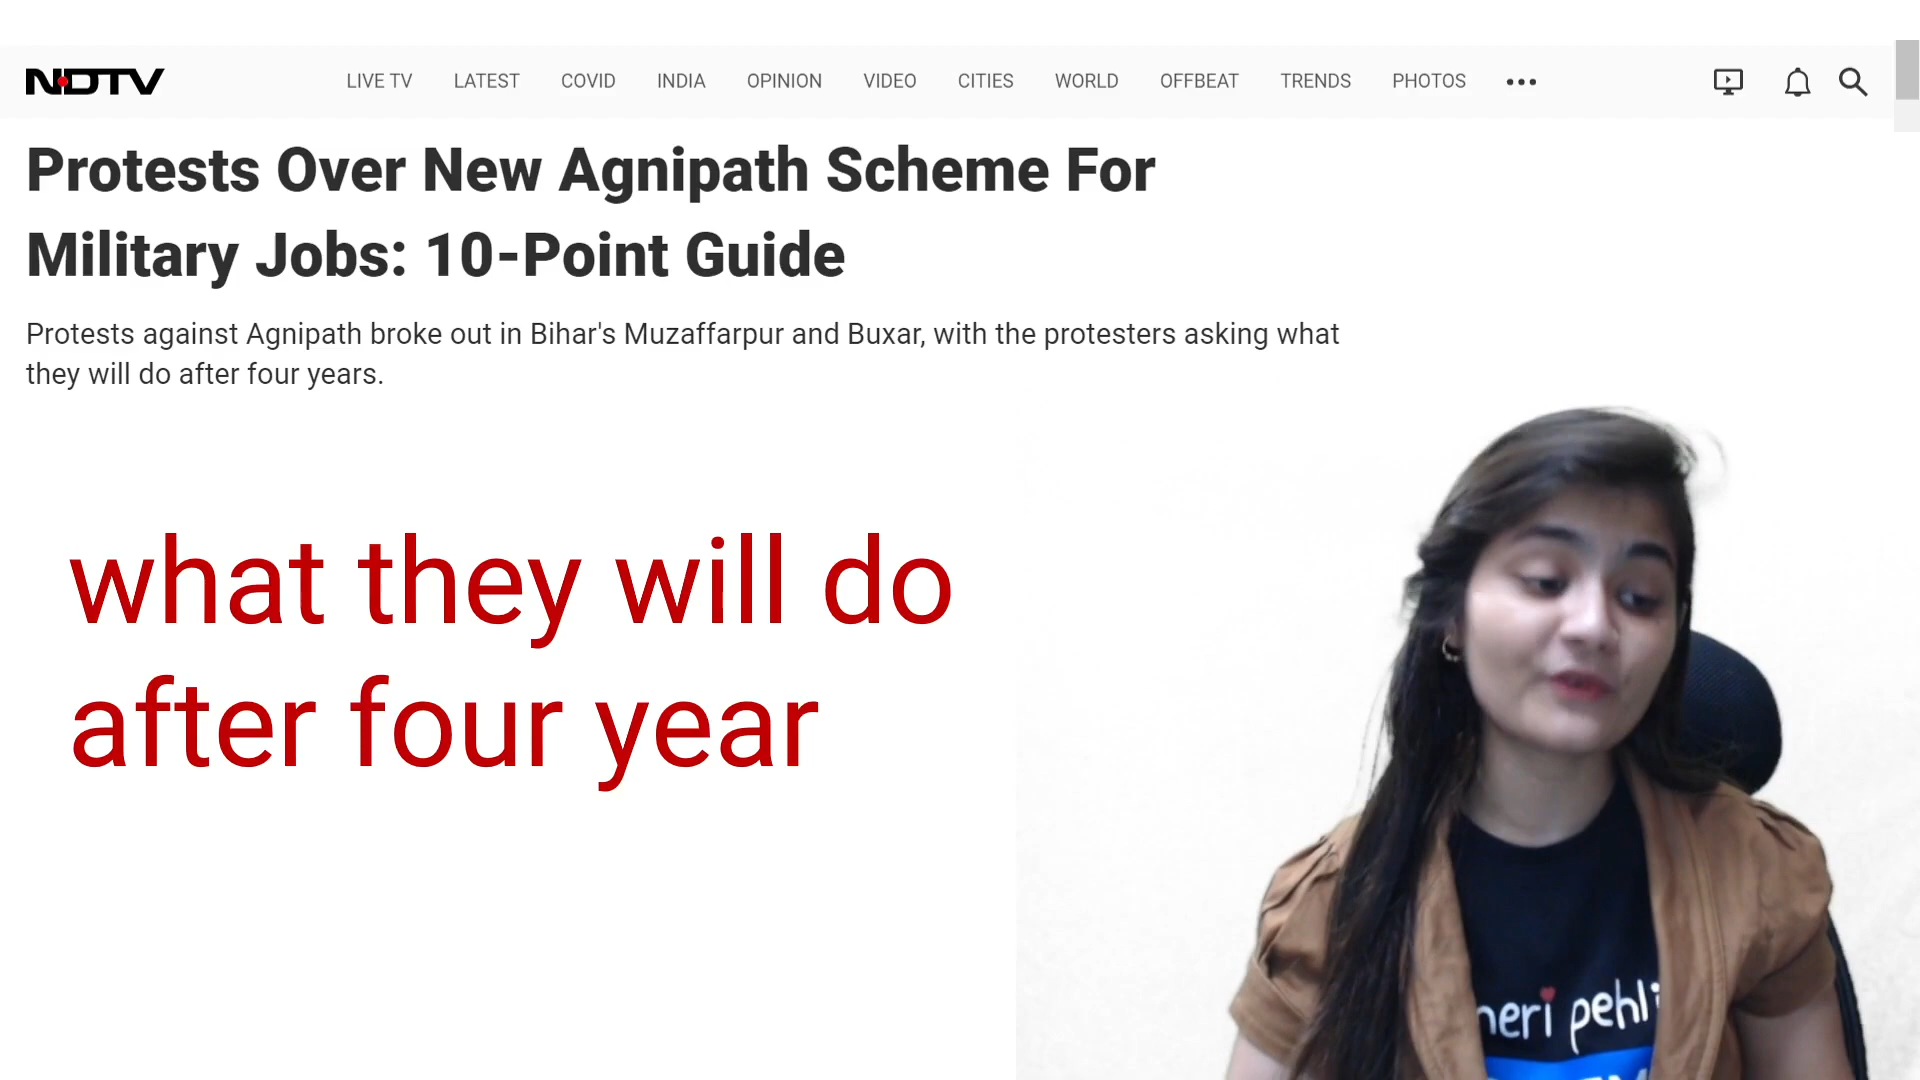 NDTV
LIVE TV LATEST COVID INDIA OPINION VIDEO CITIES WORLD OFFBEAT TRENDS PHOTOS
Protests Over New Agnipath Scheme For
Military Jobs: 10-Point Guide
Protests against Agnipath broke out in Bihar's Muzaffarpur and Buxar, with the protesters asking what
they will do after four years.
what they will do
after four year
meri pehli